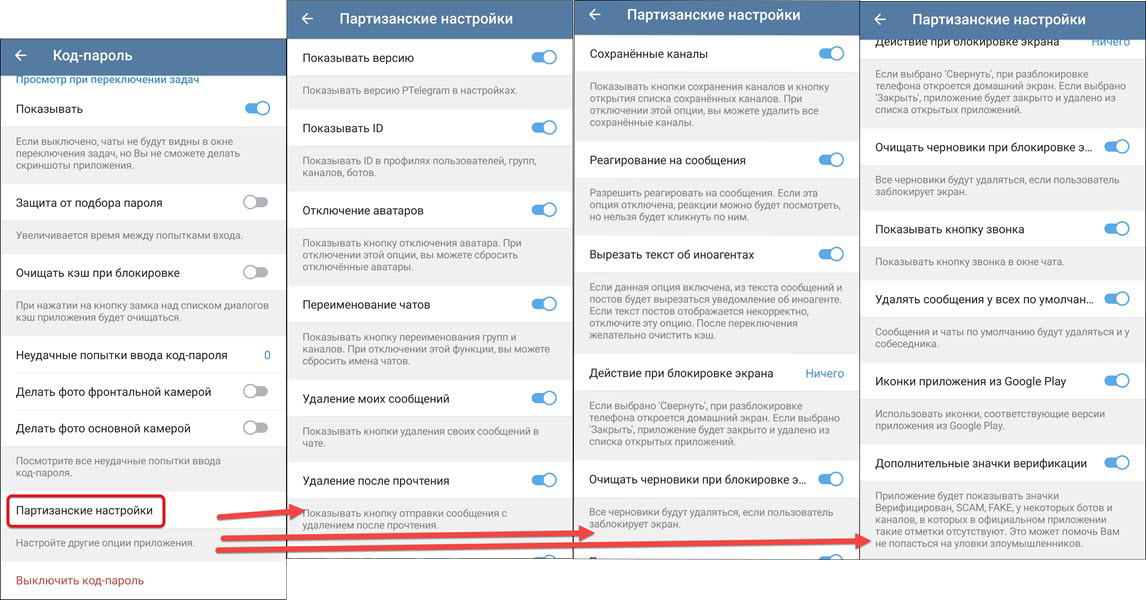 Код-пароль
Просмотр при переключении задач
Показывать
Если выключено, чаты не будут видны в окне
переключения задач, но Вы не сможете делать
скриншоты приложения.
Защита от подбора пароля
Увеличивается время между попытками входа.
Очищать кэш при блокировке
При нажатии на кнопку замка над списком диалогов
кэш приложения будет очищаться.
Неудачные попытки ввода код-пароля 0
Делать фото фронтальной камерой
Делать фото основной камерой
Посмотрите все неудачные попытки ввода
код-пароля.
Партизанские настройки
Настройте другие опции приложения.
Выключить код-пароль
Партизанские настройки
Показывать версию
Показывать версию PTelegram в настройках.
Показывать ID
Показывать ID в профилях пользователей, групп,
каналов, ботов.
Отключение аватаров
Показывать кнопку отключения аватара. При
отключении этой опции, вы можете сбросить
отключённые аватары.
Переименование чатов
Показывать кнопку переименования групп и
каналов. При отключении этой функции, вы можете
сбросить имена чатов.
Удаление моих сообщений
Показывать кнопки удаления своих сообщений в
чате.
Удаление после прочтения
Показывать кнопку отправки сообщения с
удалением после прочтения.
Партизанские настройки
Сохранённые каналы
Показывать кнопки сохранения каналов и кнопку
открытия списка сохранённых каналов. При
отключении этой опции, вы можете удалить все
сохранённые каналы.
Реагирование на сообщения
Разрешить реагировать на сообщения. Если эта
опция отключена, реакции можно будет посмотреть,
но нельзя будет кликнуть по ним.
Вырезать текст об иноагентах
Если данная опция включена, из текста сообщений и
постов будет вырезаться уведомление об иноагенте.
Если текст постов отображается некорректно,
отключите эту опцию. После переключения
желательно очистить кэш.
Действие при блокировке экрана Ничего
Если выбрано 'Свернуть', при разблокировке
телефона откроется домашний экран. Если выбрано
'Закрыть', приложение будет закрыто и удалено из
списка открытых приложений.
Очищать черновики при блокировке э...
Все черновики будут удаляться, если пользователь
заблокирует экран.
Партизанские настройки
Действие при блокировке экрана Ничего
Если выбрано 'Свернуть', при разблокировке
телефона откроется домашний экран. Если выбрано
'Закрыть', приложение будет закрыто и удалено из
списка открытых приложений.
Очищать черновики при блокировке э...
Все черновики будут удаляться, если пользователь
заблокирует экран.
Показывать кнопку звонка
Показывать кнопку звонка в окне чата.
Удалять сообщения у всех по умолчан...
Сообщения и чаты по умолчанию будут удаляться и у
собеседника.
Иконки приложения из Google Play
Использовать иконки, соответствующие версии
приложения из Google Play.
Дополнительные значки верификации
Приложение будет показывать значки
Верифицирован, SCAM, FAKE, у некоторых ботов и
каналов, в которых в официальном приложении
такие отметки отсутствуют. Это может помочь Вам
не попасться на уловки злоумышленников.